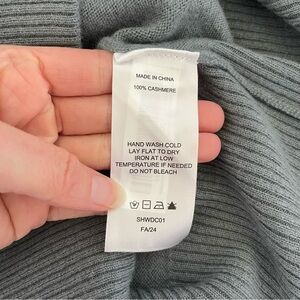 MADE IN CHINA
100% CASHMERE
HAND WASH COLD
LAY FLAT TO DRY
IRON AT LOW
TEMPERATURE IF NEEDED
DO NOT BLEACH
SHWDC01
FA/24